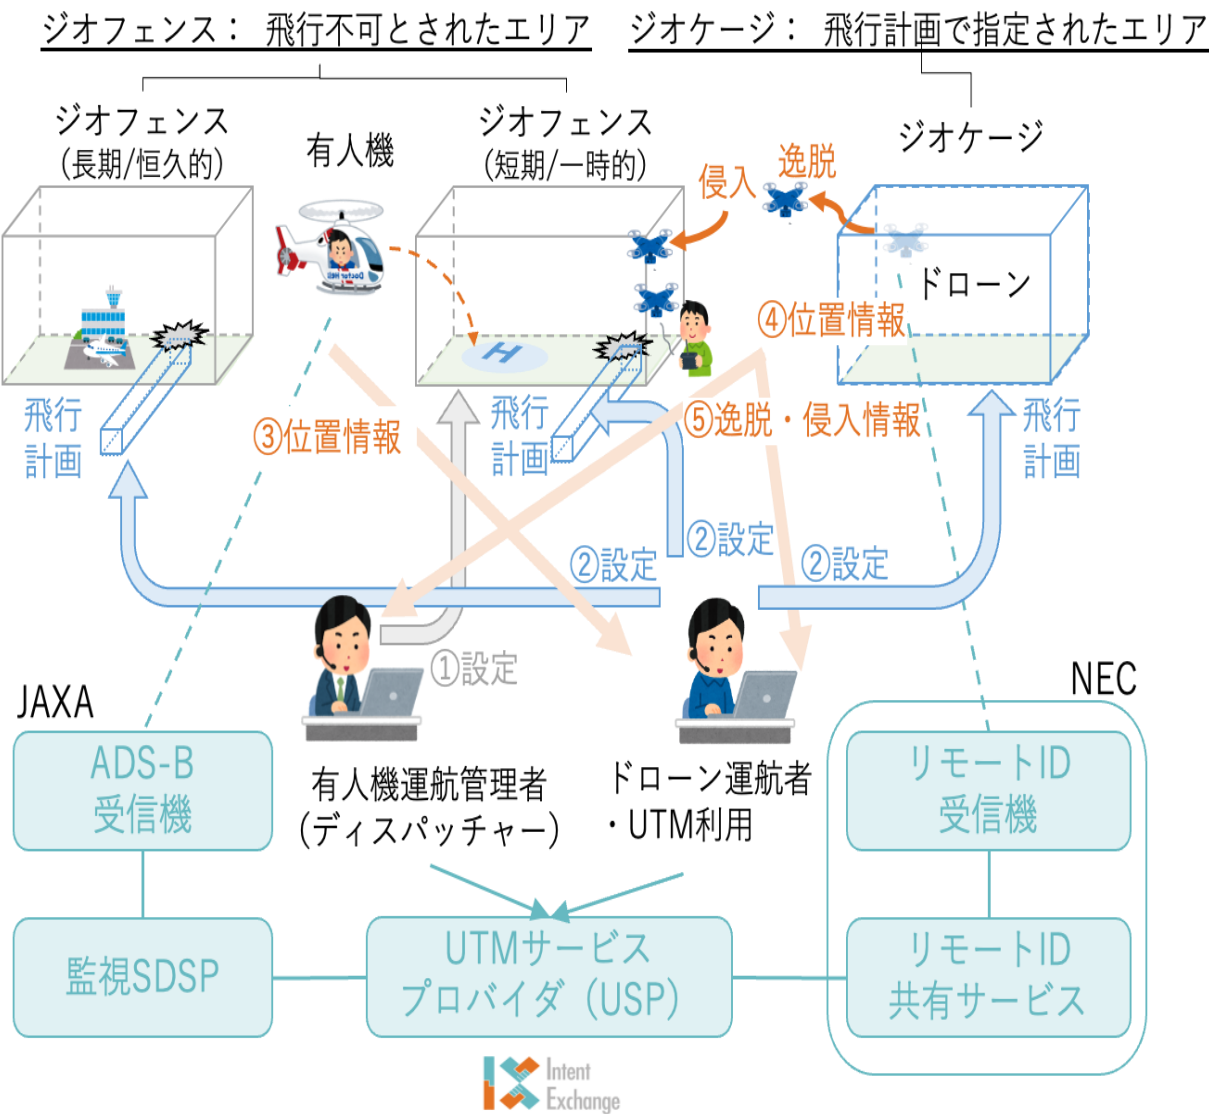 ジオフェンス： 飛行不可とされたエリア
ジオケージ： 飛行計画で指定されたエリア
ジオフェンス
（長期/恒久的）
有人機
ジオフェンス
（短期/一時的）
侵入
逸脱
ジオケージ
Doctor Heli
ドローン
H
④位置情報
飛行
計画
③位置情報
飛行
計画
⑤逸脱・侵入情報
飛行
計画
②設定
②設定
②設定
①設定
JAXA
NEC
ADS-B
受信機
有人機運航管理者
（ディスパッチャー）
ドローン運航者
・UTM利用
リモートID
受信機
監視SDSP
UTMサービス
プロバイダ（USP）
リモートID
共有サービス
Intent
Exchange